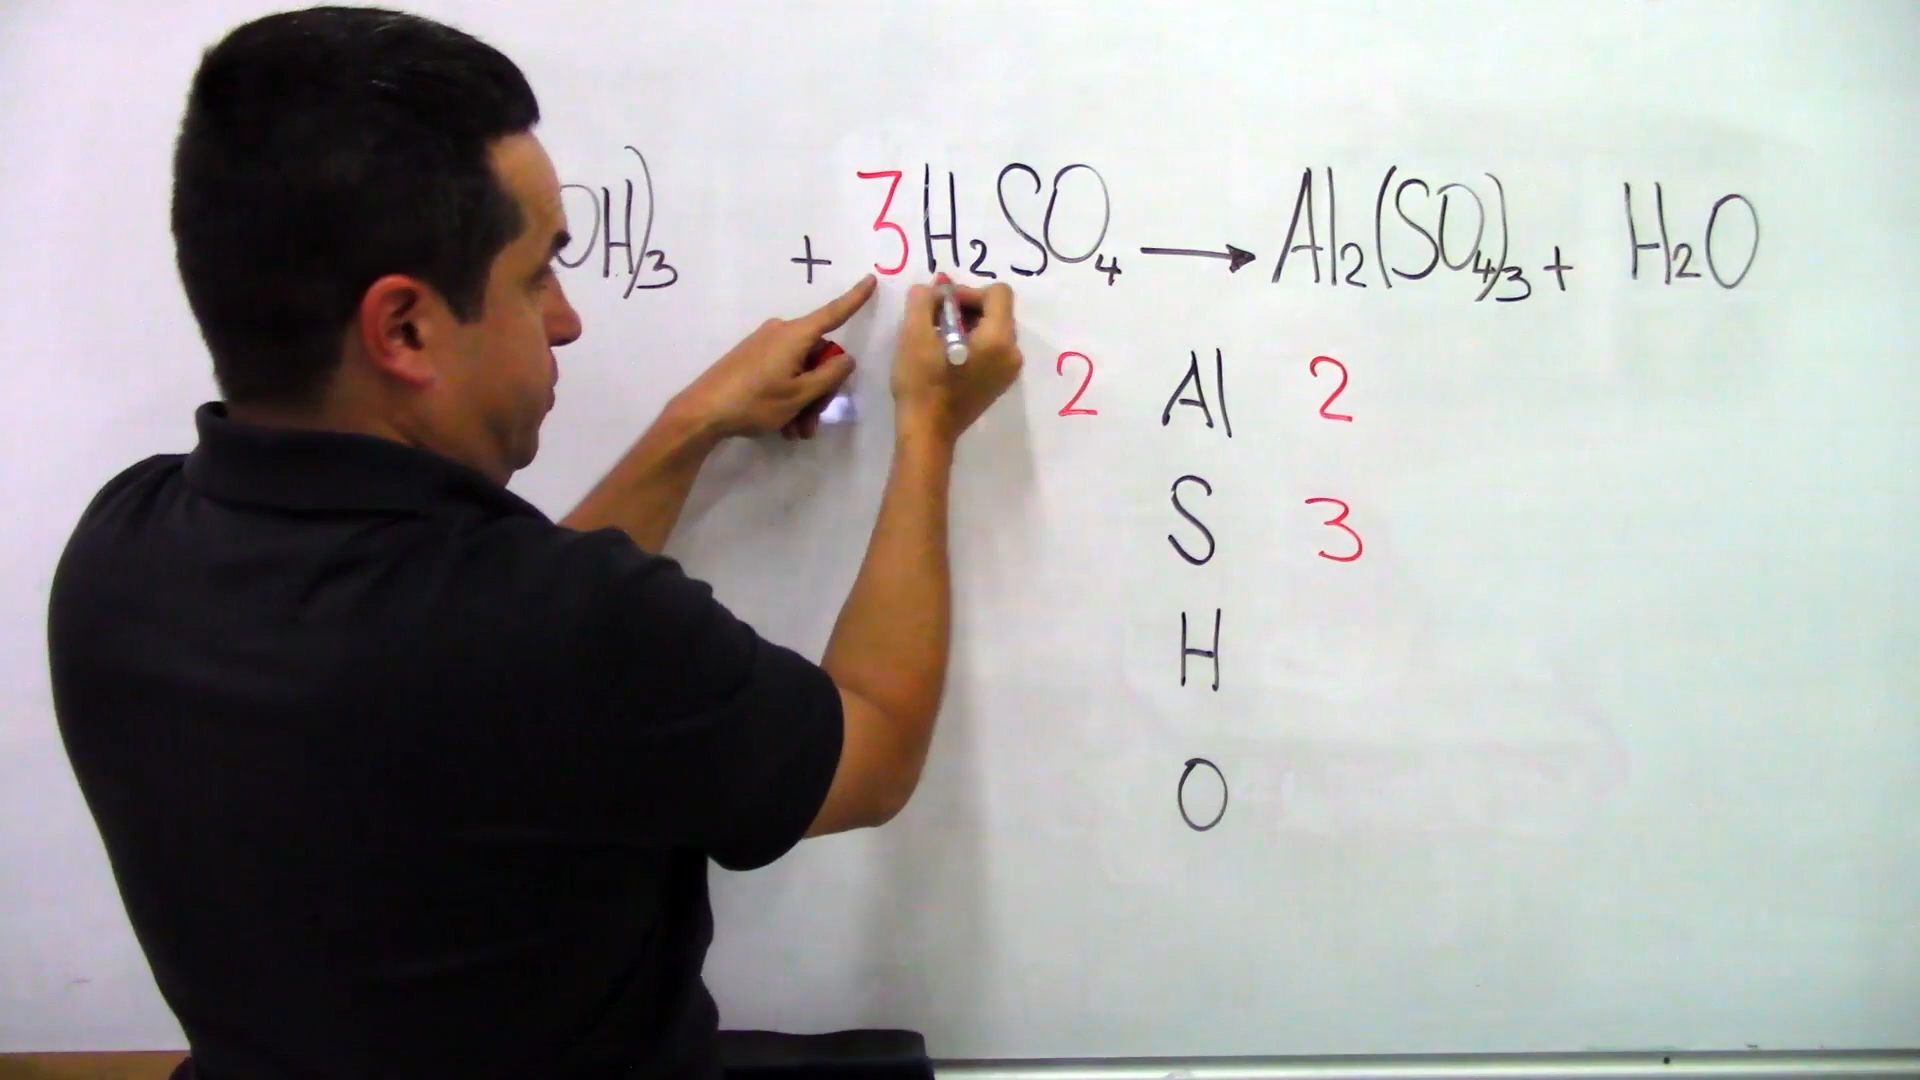 OH)₃ + 3H₂SO₄ → Al₂(SO₄)₃ + H₂O
2 Al 2
S 3
H
O